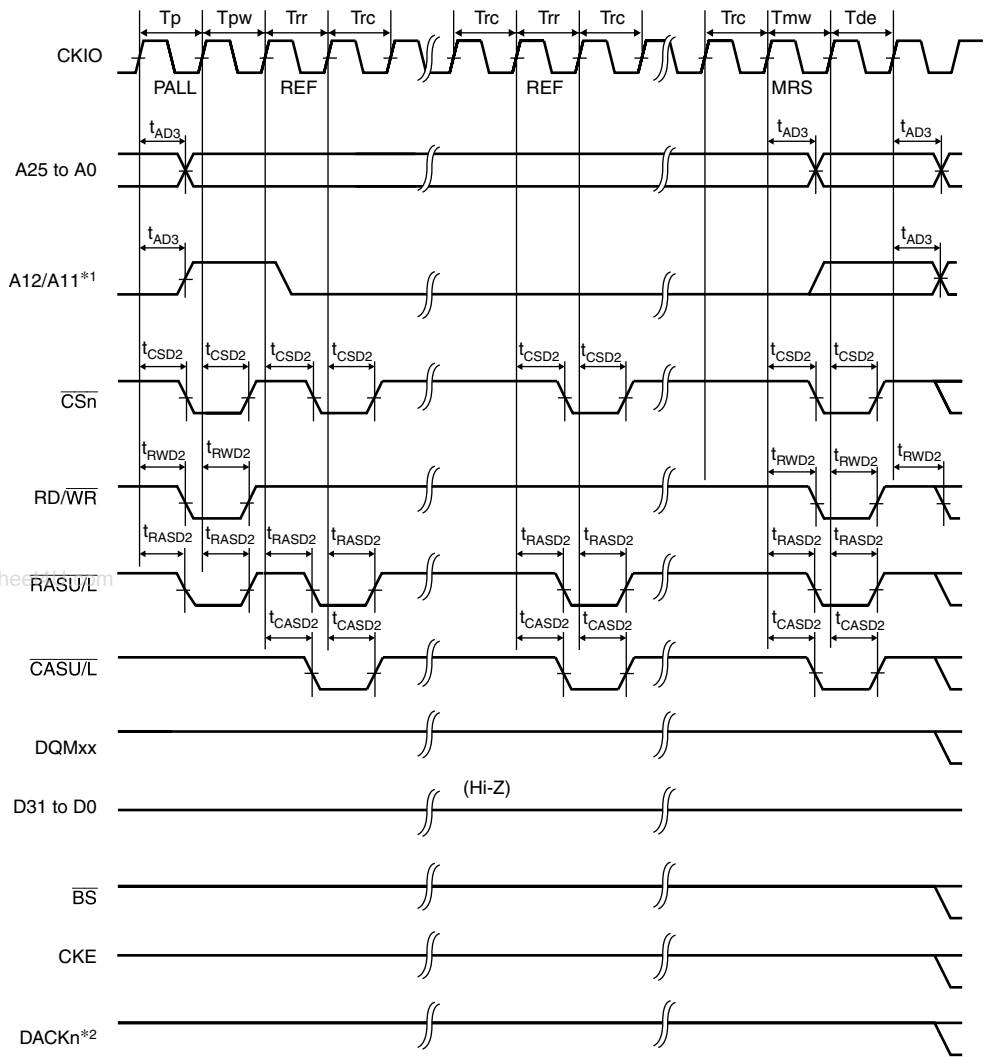 Tp Tpw Trr Trc Trc Trr Trc Trc Tmw Tde
CKIO
PALL REF REF MRS
tAD3 tAD3 tAD3
A25 to A0
tAD3 tAD3
A12/A11*1
tCSD2 tCSD2 tCSD2 tCSD2 tCSD2 tCSD2 tCSD2 tCSD2
CSn
tRWD2 tRWD2 tRWD2 tRWD2 tRWD2
RD/WR
tRASD2 tRASD2 tRASD2 tRASD2 tRASD2 tRASD2 tRASD2 tRASD2
RASU/L
tCASD2 tCASD2 tCASD2 tCASD2 tCASD2 tCASD2
CASU/L
DQMxx
(Hi-Z)
D31 to D0
BS
CKE
DACKn*2